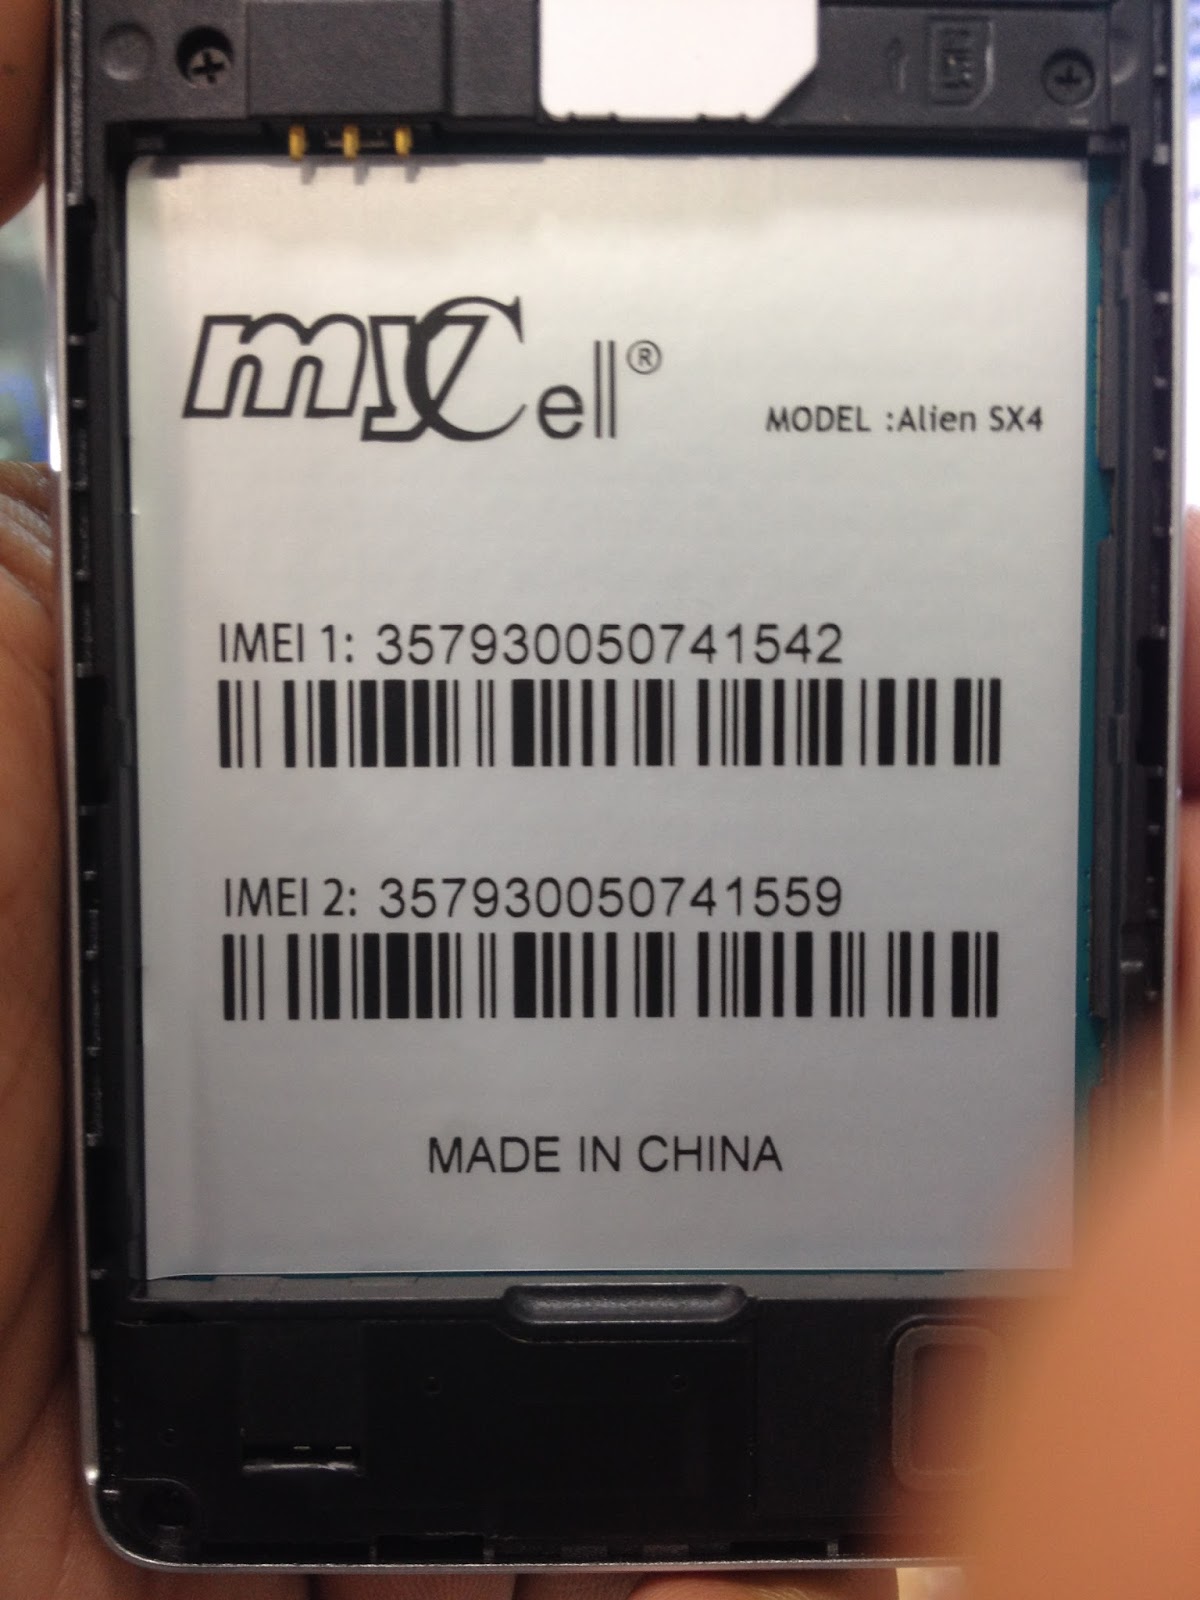 myCell®
MODEL :Alien SX4
IMEI 1: 357930050741542
IMEI 2: 357930050741559
MADE IN CHINA